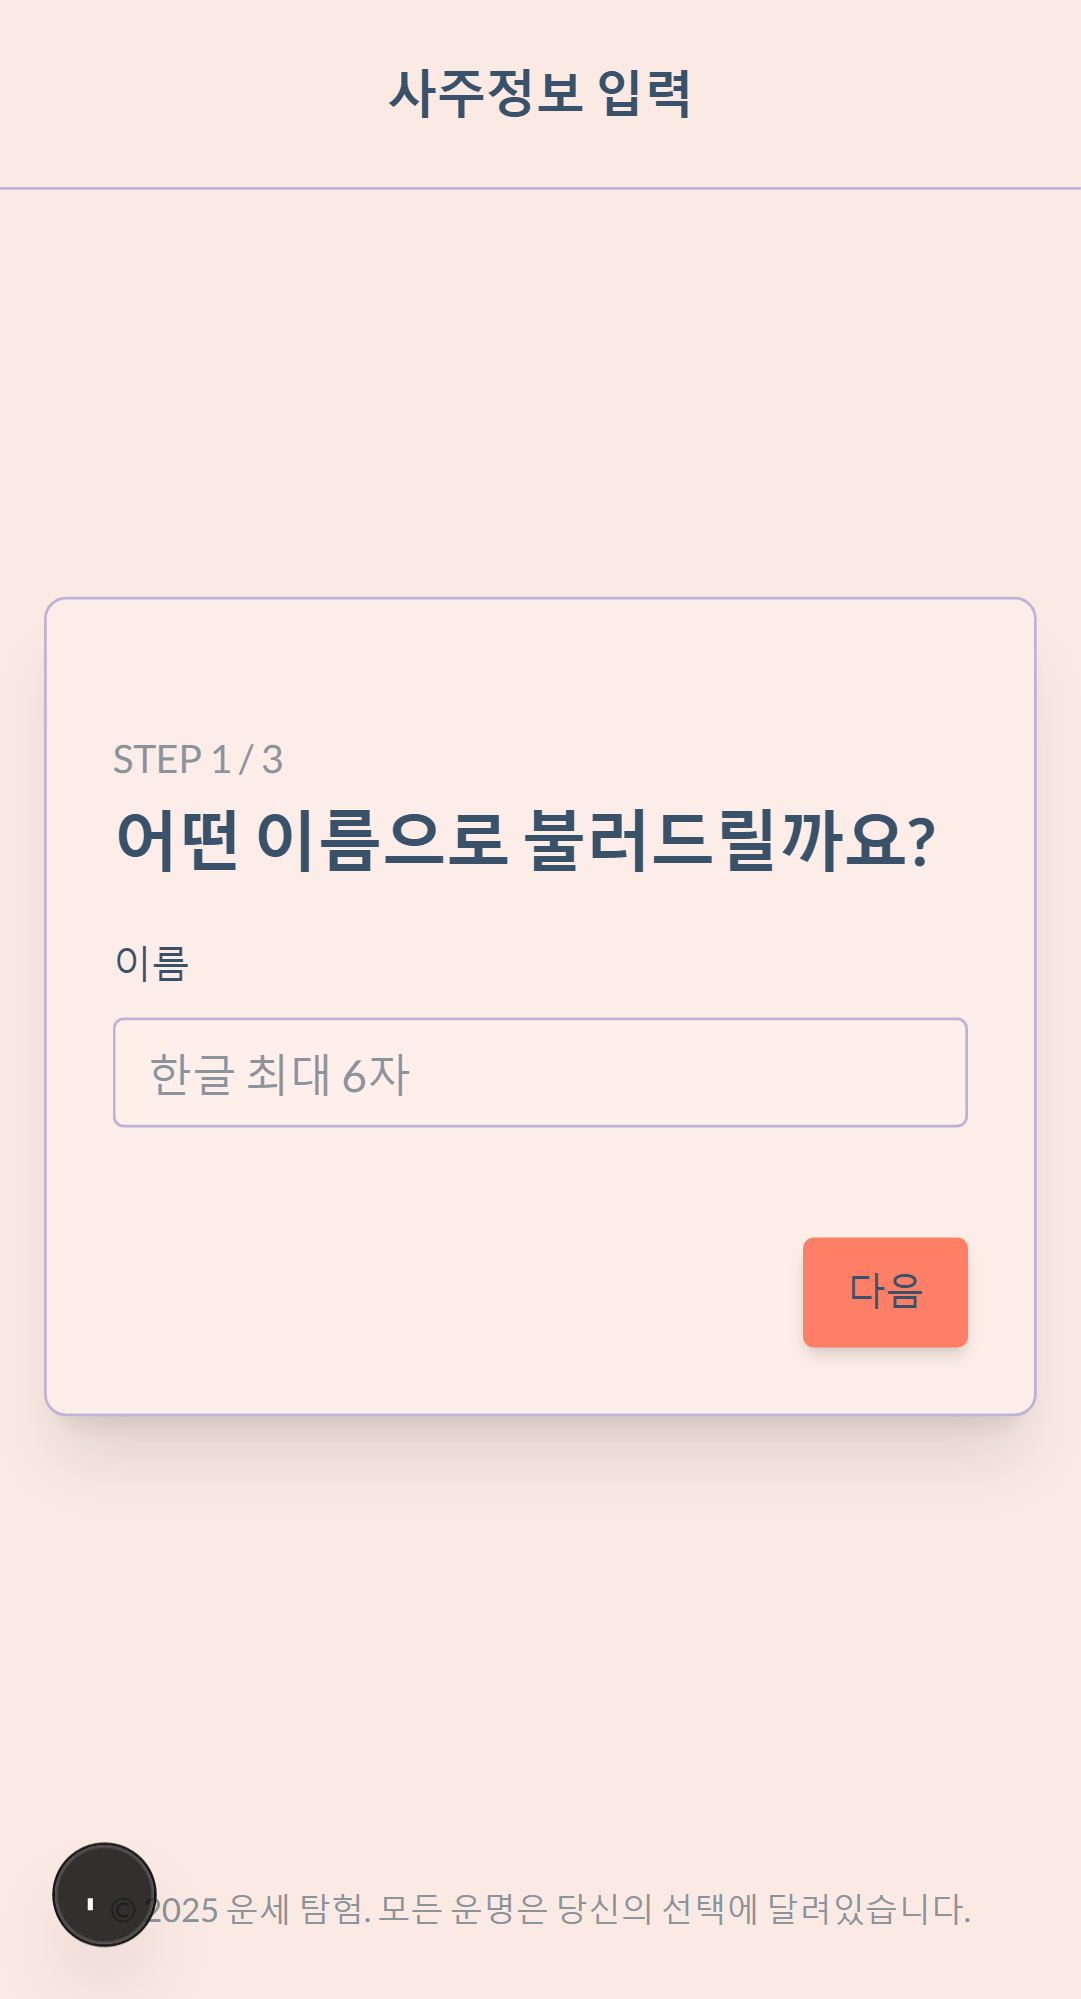 사주정보 입력
STEP 1 / 3
어떤 이름으로 불러드릴까요?
이름
한글 최대 6자
다음
© 2025 운세 탐험. 모든 운명은 당신의 선택에 달려있습니다.